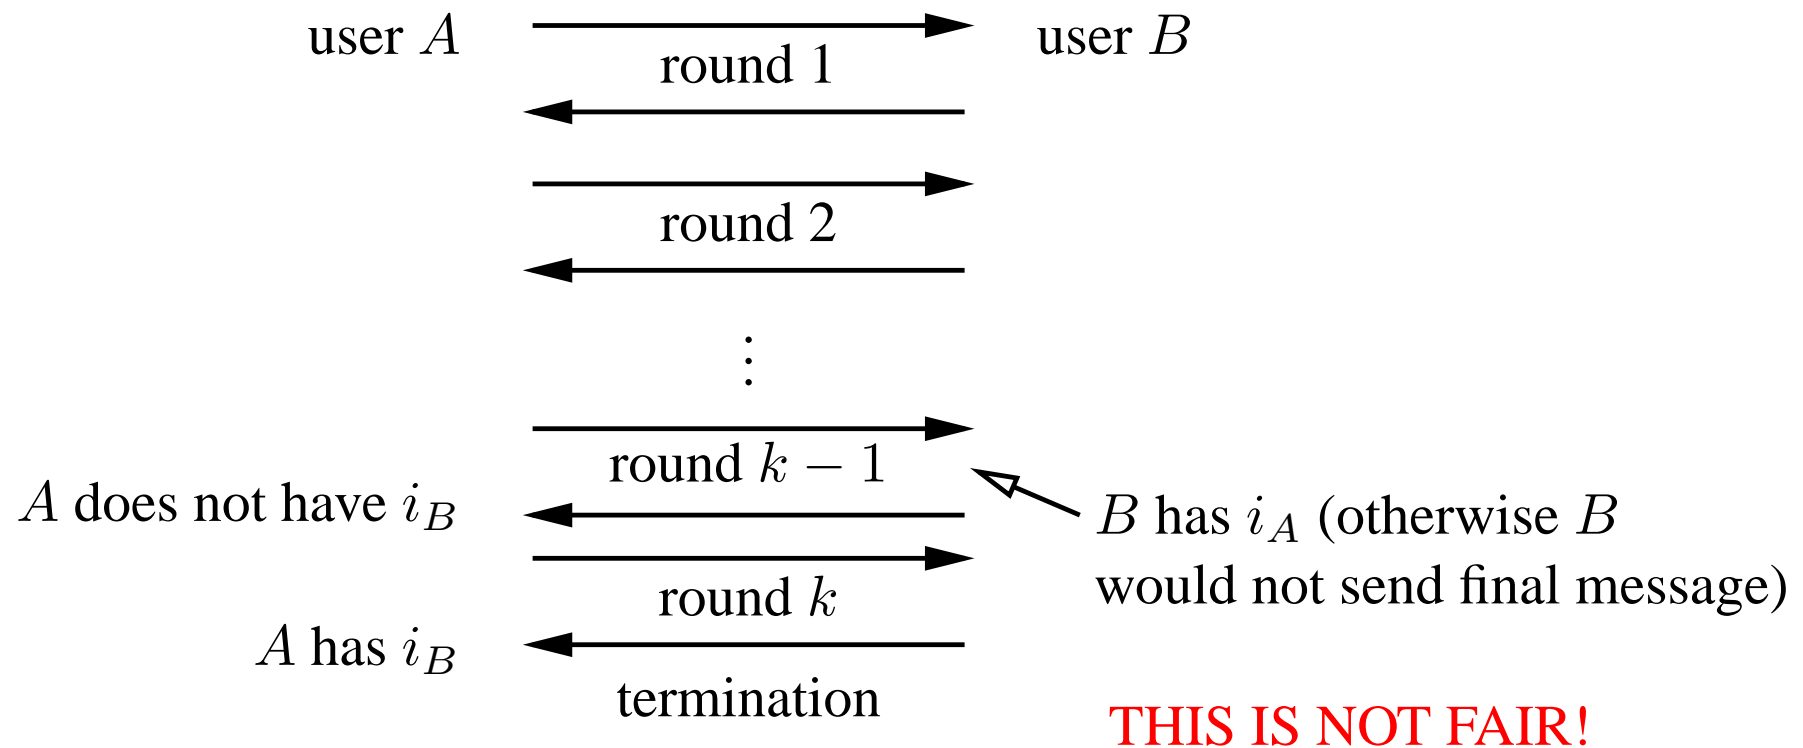 user A
user B
round 1
round 2
⋮
round k − 1
A does not have i_B
B has i_A (otherwise B
would not send final message)
round k
A has i_B
termination
THIS IS NOT FAIR!